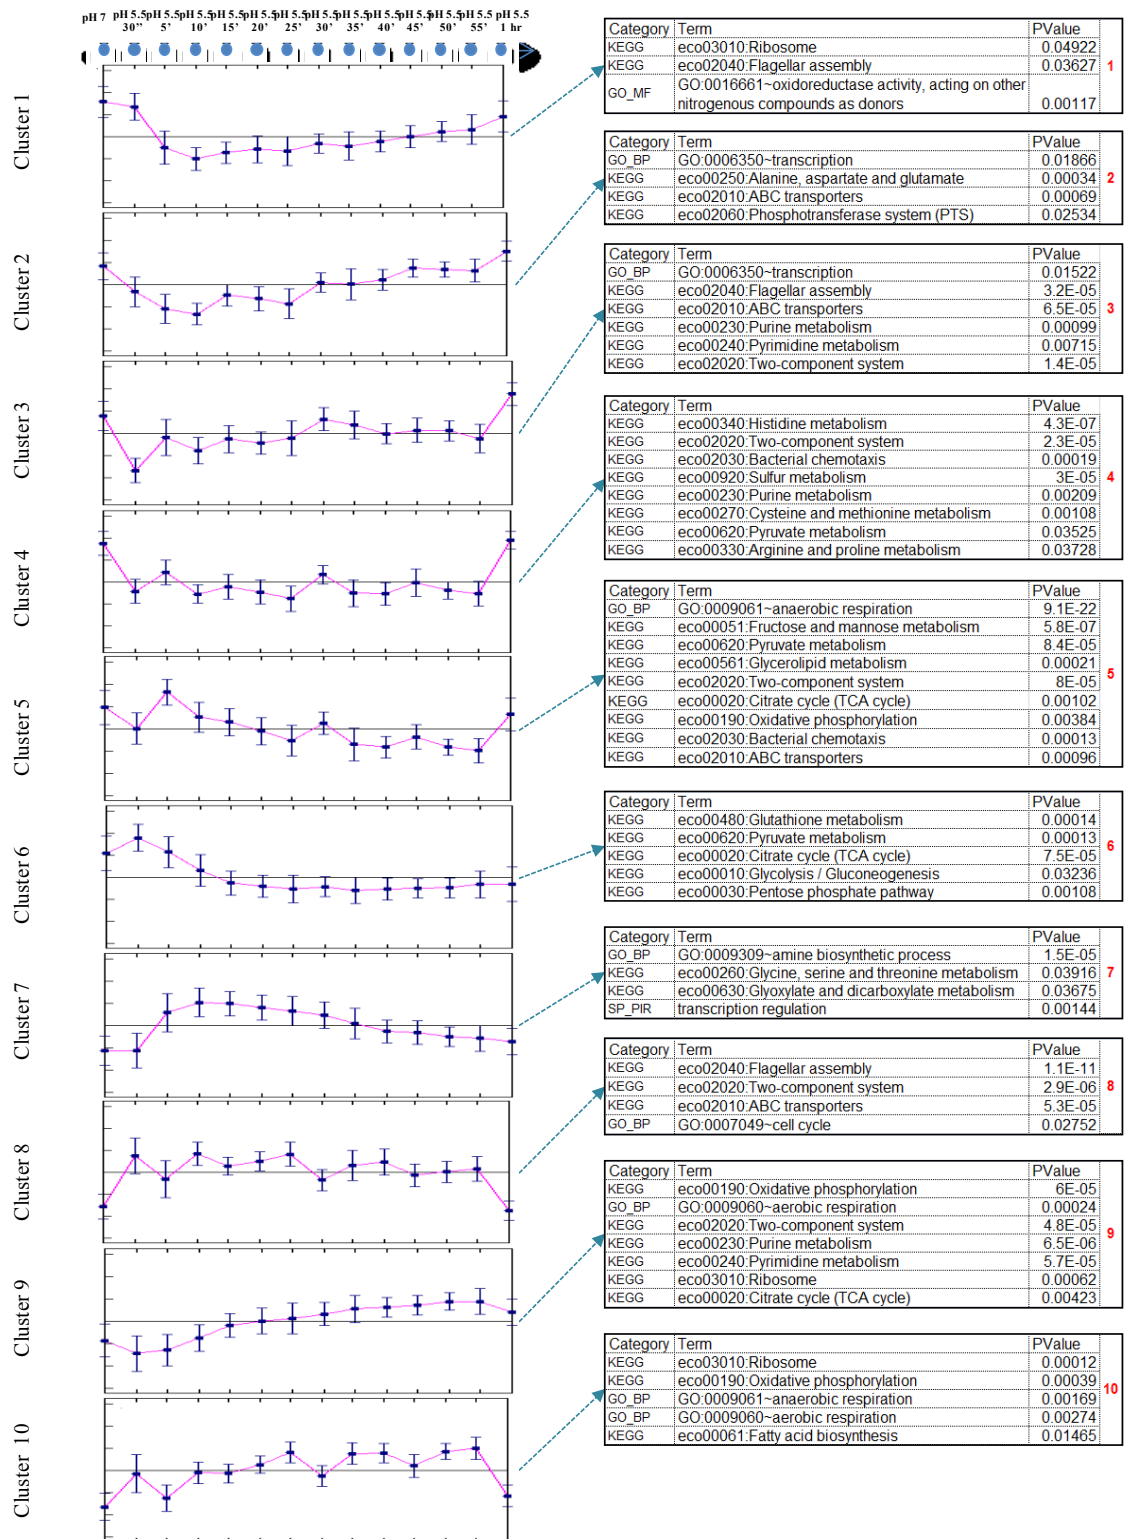 pH 7 pH 5.5 pH 5.5 pH 5.5 pH 5.5 pH 5.5 pH 5.5 pH 5.5 pH 5.5 pH 5.5 pH 5.5 pH 5.5 pH 5.5 pH 5.5
30’’ 5’ 10’ 15’ 20’ 25’ 30’ 35’ 40’ 45’ 50’ 55’ 1 hr
Cluster 1
Cluster 2
Cluster 3
Cluster 4
Cluster 5
Cluster 6
Cluster 7
Cluster 8
Cluster 9
Cluster 10
Category Term PValue
KEGG eco03010:Ribosome 0.04922
KEGG eco02040:Flagellar assembly 0.03627
1
GO_MF GO:0016661~oxidoreductase activity, acting on other
nitrogenous compounds as donors 0.00117
Category Term PValue
GO_BP GO:0006350~transcription 0.01866
KEGG eco00250:Alanine, aspartate and glutamate 0.00034
2
KEGG eco02010:ABC transporters 0.00069
KEGG eco02060:Phosphotransferase system (PTS) 0.02534
Category Term PValue
GO_BP GO:0006350~transcription 0.01522
KEGG eco02040:Flagellar assembly 3.2E-05
KEGG eco02010:ABC transporters 6.5E-05
3
KEGG eco00230:Purine metabolism 0.00099
KEGG eco00240:Pyrimidine metabolism 0.00715
KEGG eco02020:Two-component system 1.4E-05
Category Term PValue
KEGG eco00340:Histidine metabolism 4.3E-07
KEGG eco02020:Two-component system 2.3E-05
KEGG eco02030:Bacterial chemotaxis 0.00019
KEGG eco00920:Sulfur metabolism 3E-05
4
KEGG eco00230:Purine metabolism 0.00209
KEGG eco00270:Cysteine and methionine metabolism 0.00108
KEGG eco00620:Pyruvate metabolism 0.03525
KEGG eco00330:Arginine and proline metabolism 0.03728
Category Term PValue
GO_BP GO:0009061~anaerobic respiration 9.1E-22
KEGG eco00051:Fructose and mannose metabolism 5.8E-07
KEGG eco00620:Pyruvate metabolism 8.4E-05
KEGG eco00561:Glycerolipid metabolism 0.00021
5
KEGG eco02020:Two-component system 8E-05
KEGG eco00020:Citrate cycle (TCA cycle) 0.00102
KEGG eco00190:Oxidative phosphorylation 0.00384
KEGG eco02030:Bacterial chemotaxis 0.00013
KEGG eco02010:ABC transporters 0.00096
Category Term PValue
KEGG eco00480:Glutathione metabolism 0.00014
KEGG eco00620:Pyruvate metabolism 0.00013
6
KEGG eco00020:Citrate cycle (TCA cycle) 7.5E-05
KEGG eco00010:Glycolysis / Gluconeogenesis 0.03236
KEGG eco00030:Pentose phosphate pathway 0.00108
Category Term PValue
GO_BP GO:0009309~amine biosynthetic process 1.5E-05
KEGG eco00260:Glycine, serine and threonine metabolism 0.03916
7
KEGG eco00630:Glyoxylate and dicarboxylate metabolism 0.03675
SP_PIR transcription regulation 0.00144
Category Term PValue
KEGG eco02040:Flagellar assembly 1.1E-11
KEGG eco02020:Two-component system 2.9E-06
8
KEGG eco02010:ABC transporters 5.3E-05
GO_BP GO:0007049~cell cycle 0.02752
Category Term PValue
KEGG eco00190:Oxidative phosphorylation 6E-05
GO_BP GO:0009060~aerobic respiration 0.00024
KEGG eco02020:Two-component system 4.8E-05
9
KEGG eco00230:Purine metabolism 6.5E-06
KEGG eco00240:Pyrimidine metabolism 5.7E-05
KEGG eco03010:Ribosome 0.00062
KEGG eco00020:Citrate cycle (TCA cycle) 0.00423
Category Term PValue
KEGG eco03010:Ribosome 0.00012
KEGG eco00190:Oxidative phosphorylation 0.00039
10
GO_BP GO:0009061~anaerobic respiration 0.00169
GO_BP GO:0009060~aerobic respiration 0.00274
KEGG eco00061:Fatty acid biosynthesis 0.01465